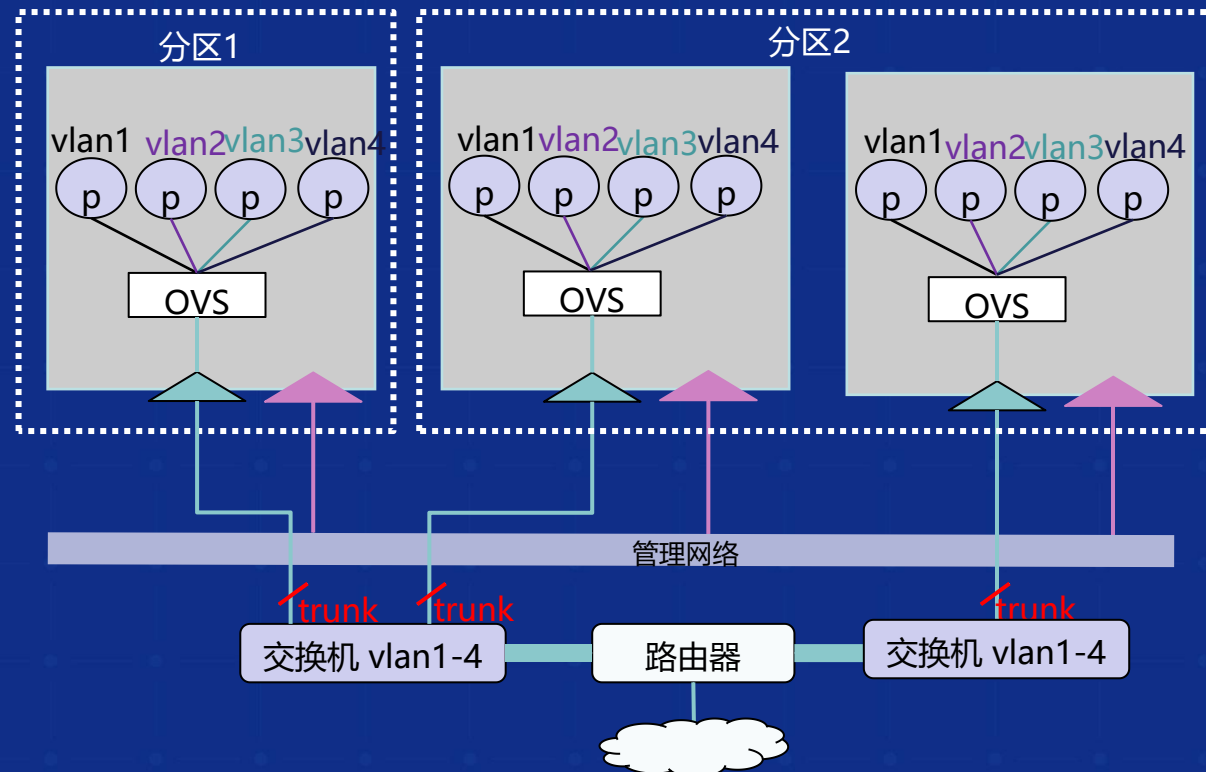 分区1
分区2
vlan1 vlan2 vlan3 vlan4
vlan1 vlan2 vlan3 vlan4
vlan1 vlan2 vlan3 vlan4
p p p p
p p p p
p p p p
OVS
OVS
OVS
管理网络
trunk
trunk
trunk
交换机 vlan1-4
路由器
交换机 vlan1-4